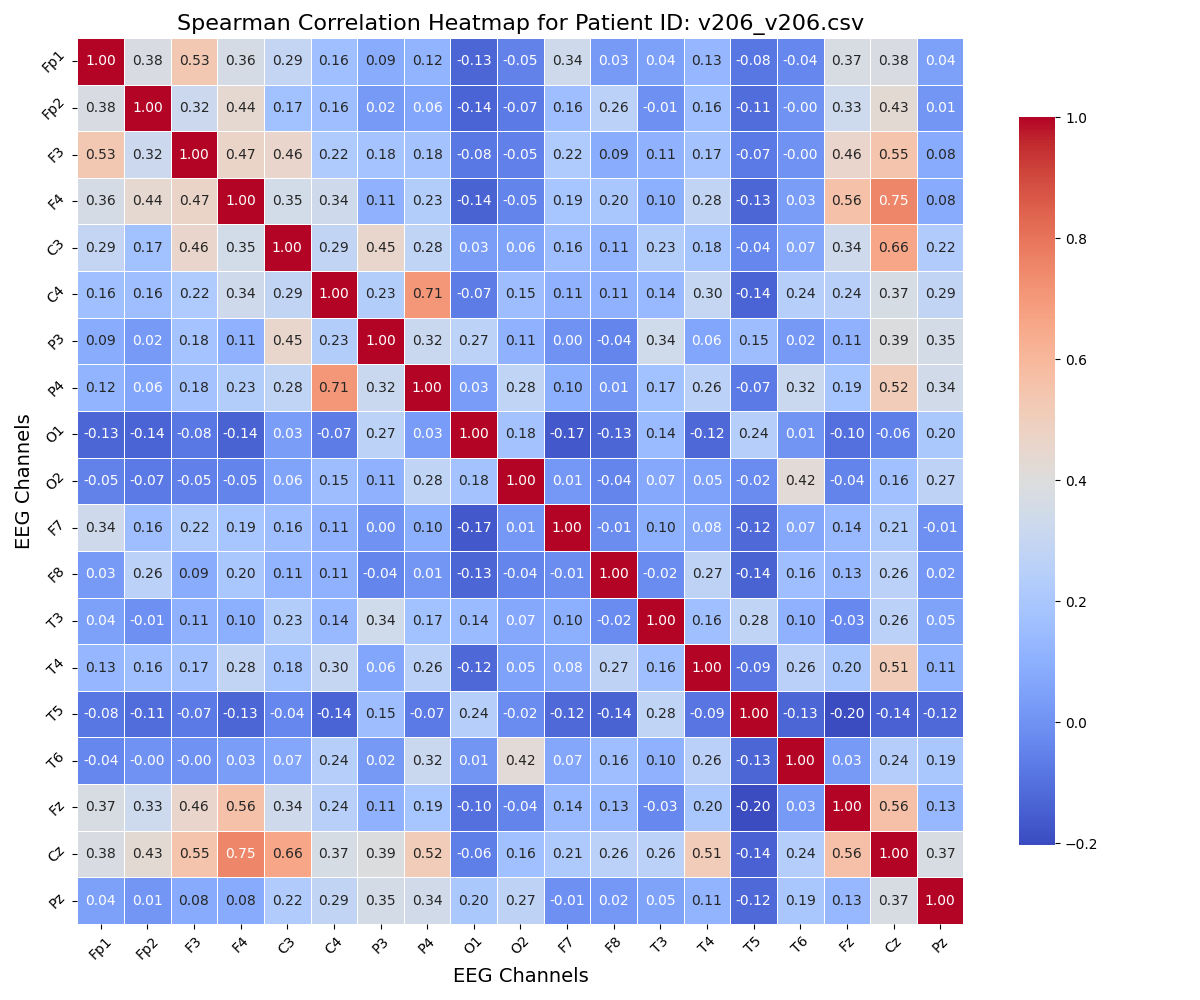 Spearman Correlation Heatmap for Patient ID: v206_v206.csv
Fp1 1.00 0.38 0.53 0.36 0.29 0.16 0.09 0.12 -0.13 -0.05 0.34 0.03 0.04 0.13 -0.08 -0.04 0.37 0.38 0.04
Fp2 0.38 1.00 0.32 0.44 0.17 0.16 0.02 0.06 -0.14 -0.07 0.16 0.26 -0.01 0.16 -0.11 -0.00 0.33 0.43 0.01
F3 0.53 0.32 1.00 0.47 0.46 0.22 0.18 0.18 -0.08 -0.05 0.22 0.09 0.11 0.17 -0.07 -0.00 0.46 0.55 0.08
F4 0.36 0.44 0.47 1.00 0.35 0.34 0.11 0.23 -0.14 -0.05 0.19 0.20 0.10 0.28 -0.13 0.03 0.56 0.75 0.08
C3 0.29 0.17 0.46 0.35 1.00 0.29 0.45 0.28 0.03 0.06 0.16 0.11 0.23 0.18 -0.04 0.07 0.34 0.66 0.22
C4 0.16 0.16 0.22 0.34 0.29 1.00 0.23 0.71 -0.07 0.15 0.11 0.11 0.14 0.30 -0.14 0.24 0.24 0.37 0.29
P3 0.09 0.02 0.18 0.11 0.45 0.23 1.00 0.32 0.27 0.11 0.00 -0.04 0.34 0.06 0.15 0.02 0.11 0.39 0.35
P4 0.12 0.06 0.18 0.23 0.28 0.71 0.32 1.00 0.03 0.28 0.10 0.01 0.17 0.26 -0.07 0.32 0.19 0.52 0.34
O1 -0.13 -0.14 -0.08 -0.14 0.03 -0.07 0.27 0.03 1.00 0.18 -0.17 -0.13 0.14 -0.12 0.24 0.01 -0.10 -0.06 0.20
O2 -0.05 -0.07 -0.05 -0.05 0.06 0.15 0.11 0.28 0.18 1.00 0.01 -0.04 0.07 0.05 -0.02 0.42 -0.04 0.16 0.27
F7 0.34 0.16 0.22 0.19 0.16 0.11 0.00 0.10 -0.17 0.01 1.00 -0.01 0.10 0.08 -0.12 0.07 0.14 0.21 -0.01
F8 0.03 0.26 0.09 0.20 0.11 0.11 -0.04 0.01 -0.13 -0.04 -0.01 1.00 -0.02 0.27 -0.14 0.16 0.13 0.26 0.02
T3 0.04 -0.01 0.11 0.10 0.23 0.14 0.34 0.17 0.14 0.07 0.10 -0.02 1.00 0.16 0.28 0.10 -0.03 0.26 0.05
T4 0.13 0.16 0.17 0.28 0.18 0.30 0.06 0.26 -0.12 0.05 0.08 0.27 0.16 1.00 -0.09 0.26 0.20 0.51 0.11
T5 -0.08 -0.11 -0.07 -0.13 -0.04 -0.14 0.15 -0.07 0.24 -0.02 -0.12 -0.14 0.28 -0.09 1.00 -0.13 -0.20 -0.14 -0.12
T6 -0.04 -0.00 -0.00 0.03 0.07 0.24 0.02 0.32 0.01 0.42 0.07 0.16 0.10 0.26 -0.13 1.00 0.03 0.24 0.19
Fz 0.37 0.33 0.46 0.56 0.34 0.24 0.11 0.19 -0.10 -0.04 0.14 0.13 -0.03 0.20 -0.20 0.03 1.00 0.56 0.13
Cz 0.38 0.43 0.55 0.75 0.66 0.37 0.39 0.52 -0.06 0.16 0.21 0.26 0.26 0.51 -0.14 0.24 0.56 1.00 0.37
Pz 0.04 0.01 0.08 0.08 0.22 0.29 0.35 0.34 0.20 0.27 -0.01 0.02 0.05 0.11 -0.12 0.19 0.13 0.37 1.00
Fp1 Fp2 F3 F4 C3 C4 P3 P4 O1 O2 F7 F8 T3 T4 T5 T6 Fz Cz Pz
EEG Channels
EEG Channels
1.0
0.8
0.6
0.4
0.2
0.0
−0.2